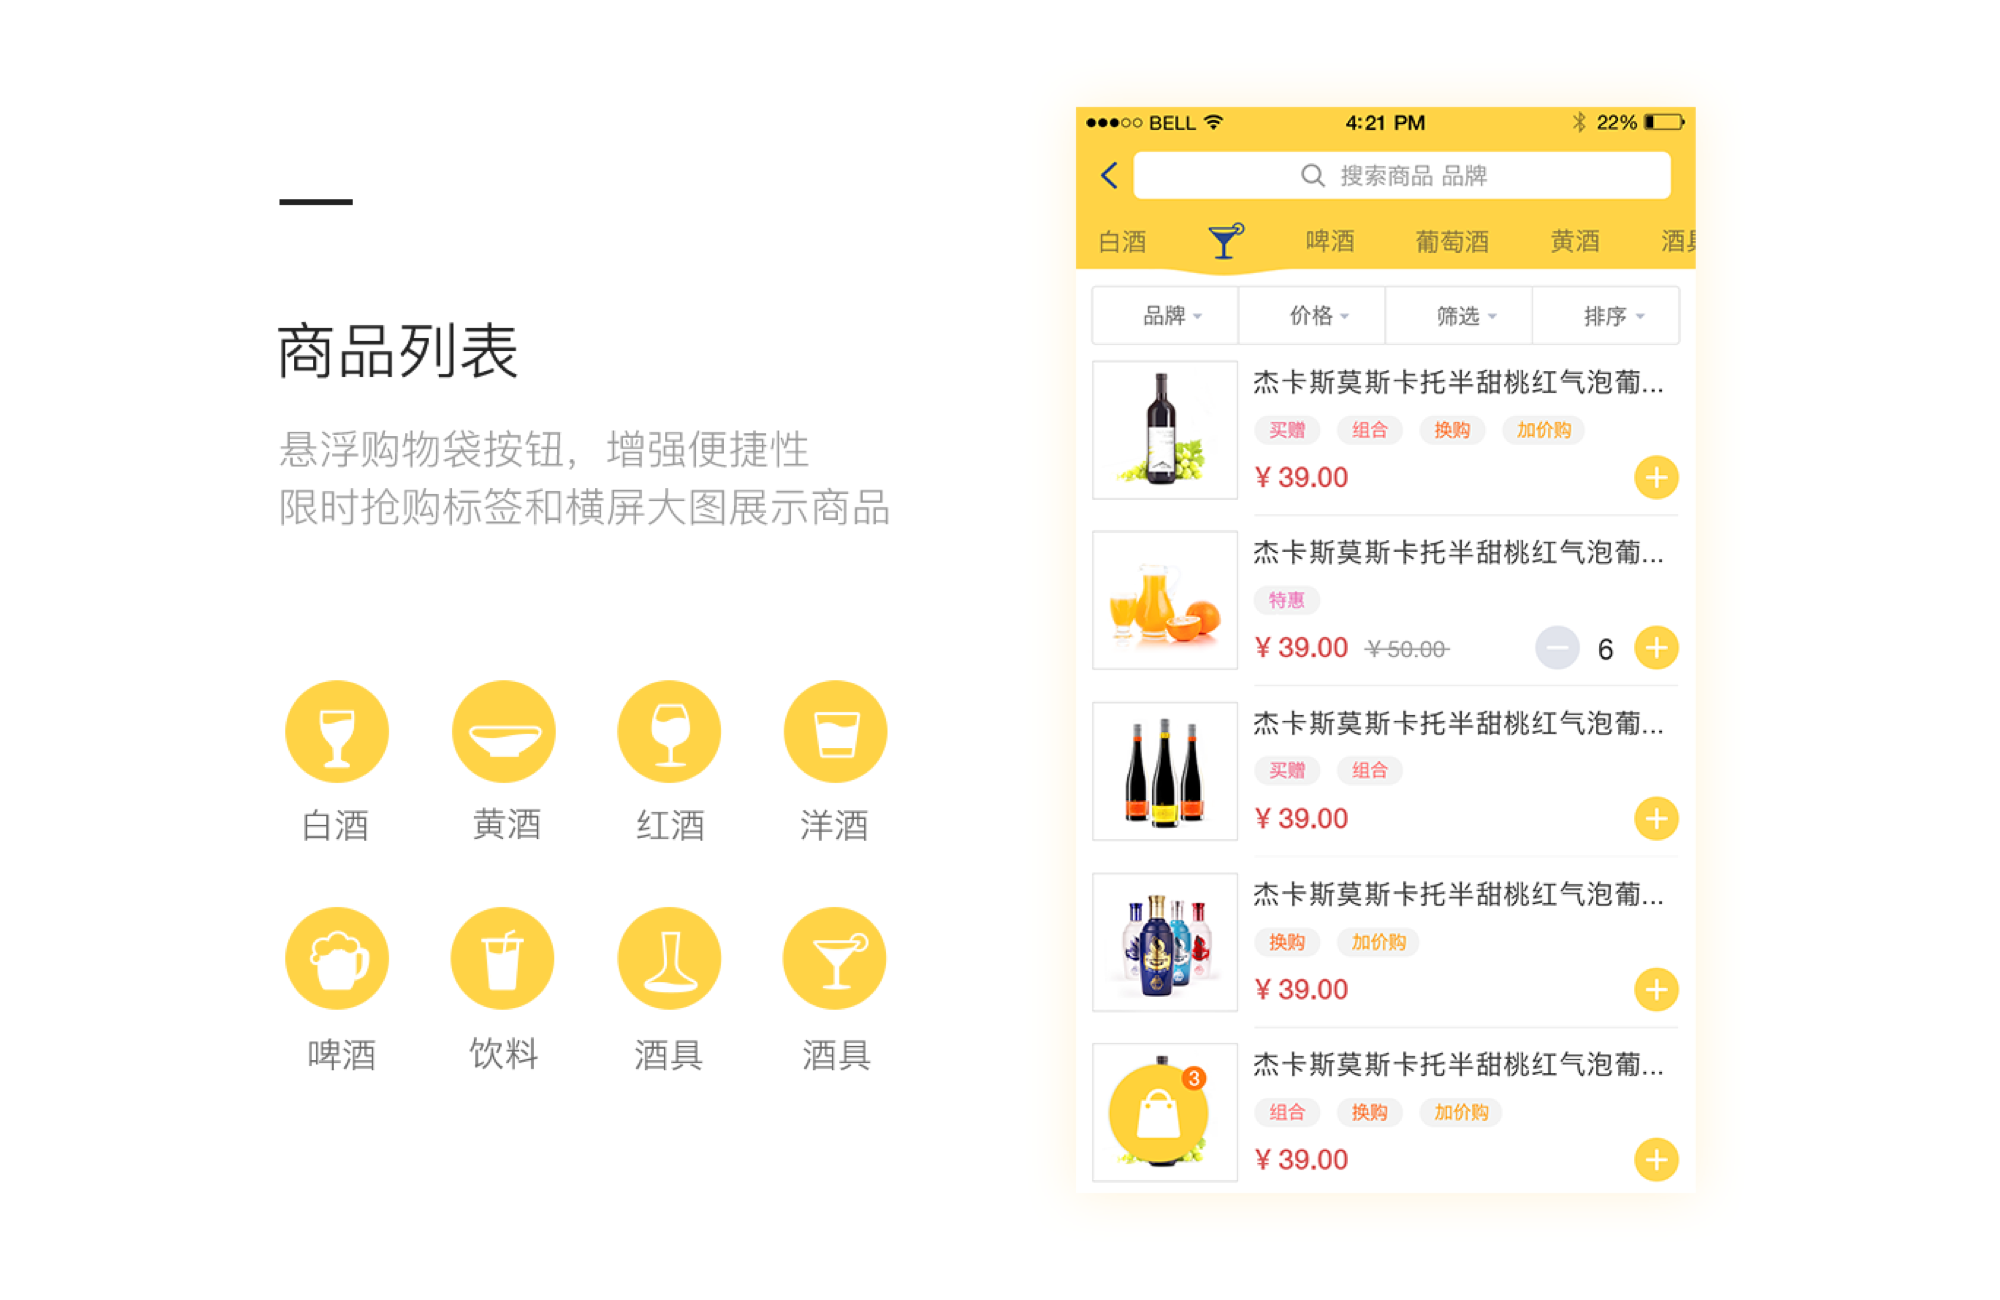 商品列表
悬浮购物袋按钮，增强便捷性
限时抢购标签和横屏大图展示商品
白酒 黄酒 红酒 洋酒
啤酒 饮料 酒具 酒具
BELL 4:21 PM 22%
搜索商品 品牌
白酒 啤酒 葡萄酒 黄酒 酒具
品牌 价格 筛选 排序
杰卡斯莫斯卡托半甜桃红气泡葡...
买赠 组合 换购 加价购
¥ 39.00
杰卡斯莫斯卡托半甜桃红气泡葡...
特惠
¥ 39.00 ¥ 50.00 6
杰卡斯莫斯卡托半甜桃红气泡葡...
买赠 组合
¥ 39.00
杰卡斯莫斯卡托半甜桃红气泡葡...
换购 加价购
¥ 39.00
杰卡斯莫斯卡托半甜桃红气泡葡...
3
组合 换购 加价购
¥ 39.00